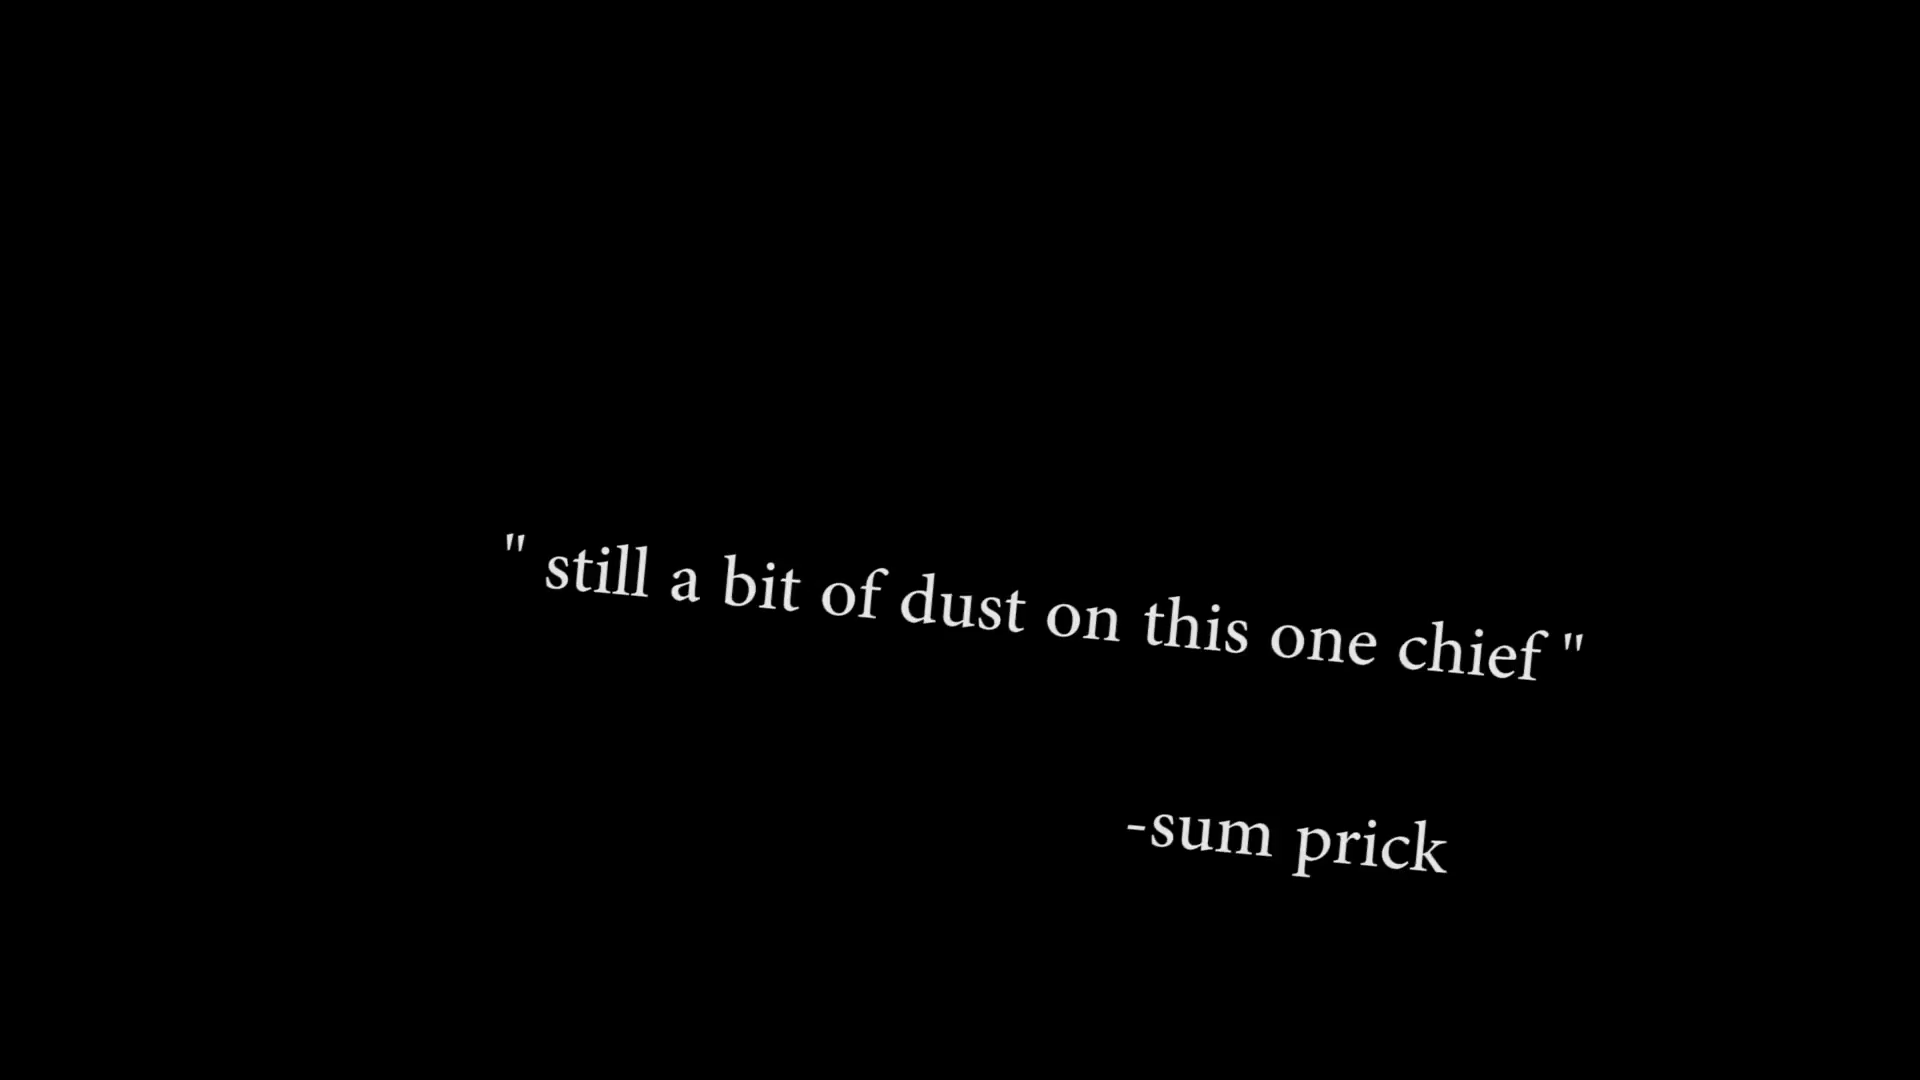 " still a bit of dust on this one chief "
-sum prick